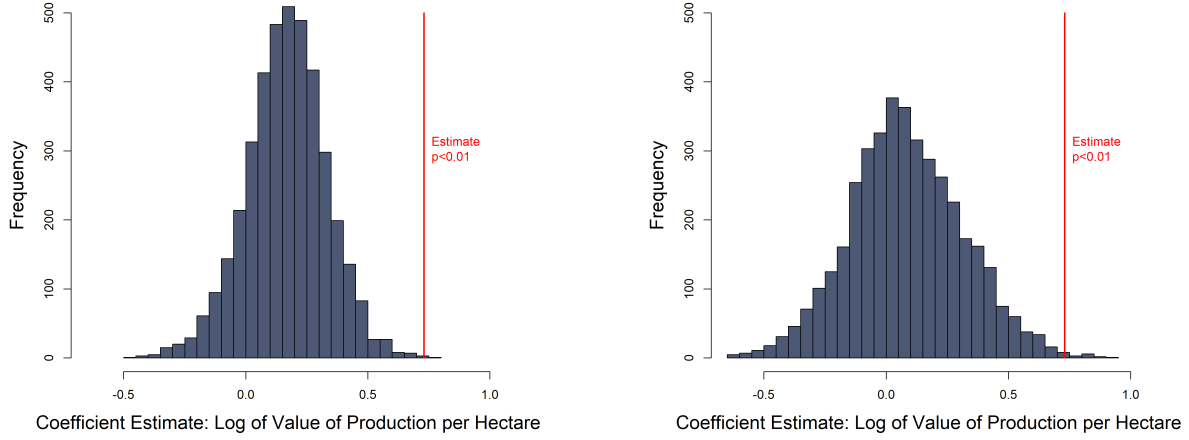 500
400
300
200
100
0
Frequency
Estimate
p<0.01
-0.5 0.0 0.5 1.0
Coefficient Estimate: Log of Value of Production per Hectare
500
400
300
200
100
0
Frequency
Estimate
p<0.01
-0.5 0.0 0.5 1.0
Coefficient Estimate: Log of Value of Production per Hectare